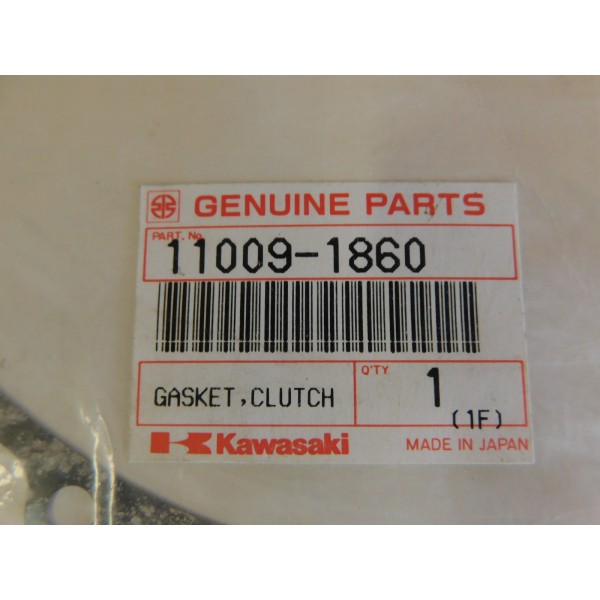 GENUINE PARTS
PART. No.
11009-1860
GASKET,CLUTCH
Q'TY
1
(1F)
Kawasaki
MADE IN JAPAN